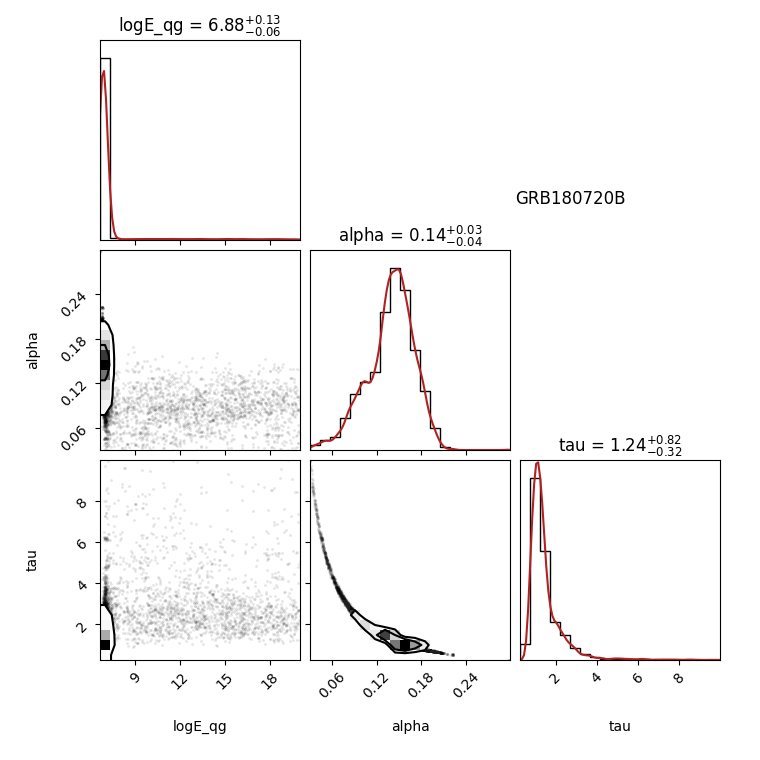 logE_qg = 6.88^{+0.13}_{-0.06}
GRB180720B
alpha = 0.14^{+0.03}_{-0.04}
alpha
0.24
0.18
0.12
0.06
tau = 1.24^{+0.82}_{-0.32}
tau
8
6
4
2
9 12 15 18
0.06 0.12 0.18 0.24
2 4 6 8
logE_qg alpha tau